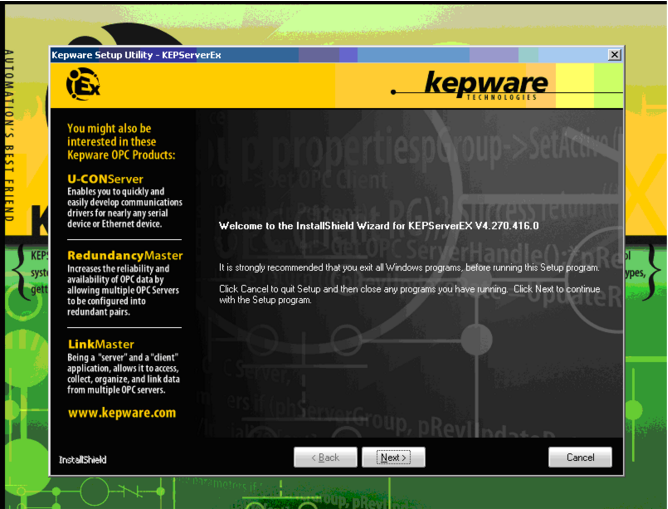 Kepware Setup Utility - KEPServerEx
Ex
kepware
TECHNOLOGIES
AUTOMATION'S BEST FRIEND
You might also be
interested in these
Kepware OPC Products:
U-CONServer
Enables you to quickly and
easily develop communications
drivers for nearly any serial
device or Ethernet device.
RedundancyMaster
Increases the reliability and
availability of OPC data by
allowing multiple OPC Servers
to be configured into
redundant pairs.
LinkMaster
Being a "server" and a "client"
application, allows it to access,
collect, organize, and link data
from multiple OPC servers.
www.kepware.com
Welcome to the InstallShield Wizard for KEPServerEX V4.270.416.0
It is strongly recommended that you exit all Windows programs, before running this Setup program.
Click Cancel to quit Setup and then close any programs you have running. Click Next to continue
with the Setup program.
InstallShield
< Back
Next >
Cancel